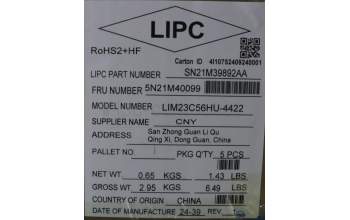 LIPC
RoHS2+HF
Carton ID 4I10752409240001
LIPC PART NUMBER SN21M39892AA
FRU NUMBER 5N21M40099
MODEL NUMBER LIM23C56HU-4422
SUPPLIER NAME CNY
ADDRESS San Zhong Guan Li Qu
Qing Xi, Dong Guan, China
PALLET NO PKG Q'TY 5 PCS
NET WT. 0.65 KGS 1.43 LBS
GROSS WT 2.95 KGS 6.49 LBS
COUNTRY OF ORIGIN CHINA
DATE OF MANUFACTURE 24-39 REV